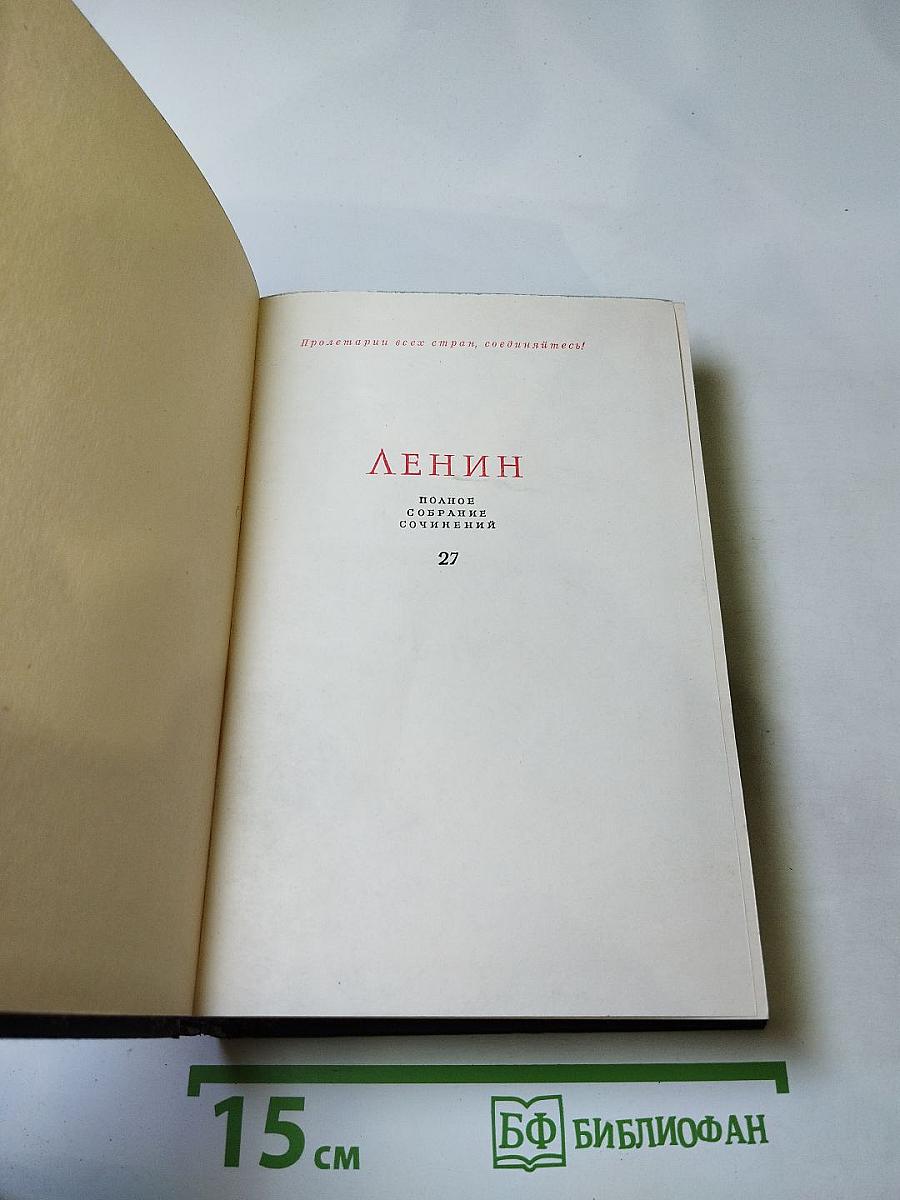 Пролетарии всех стран, соединяйтесь!
ЛЕНИН
ПОЛНОЕ
СОБРАНИЕ
СОЧИНЕНИЙ
27
15 см
БФ БИБЛИОФАН